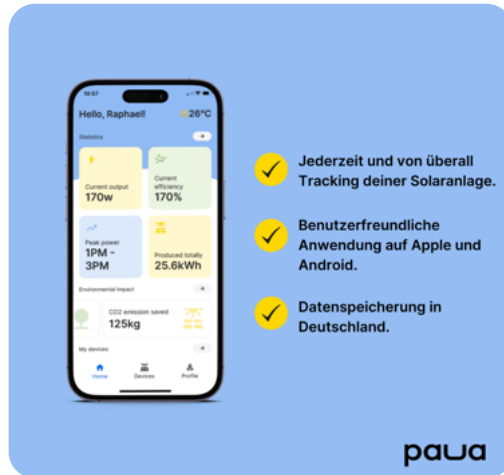 10:57
Hello, Raphael!
26°C
Statistics
Current output
170w
Current
efficiency
170%
Peak power
1PM -
3PM
Produced totally
25.6kWh
Environmental impact
CO2 emission saved
125kg
My devices
Home
Devices
Profile
Jederzeit und von überall
Tracking deiner Solaranlage.
Benutzerfreundliche
Anwendung auf Apple und
Android.
Datenspeicherung in
Deutschland.
paua